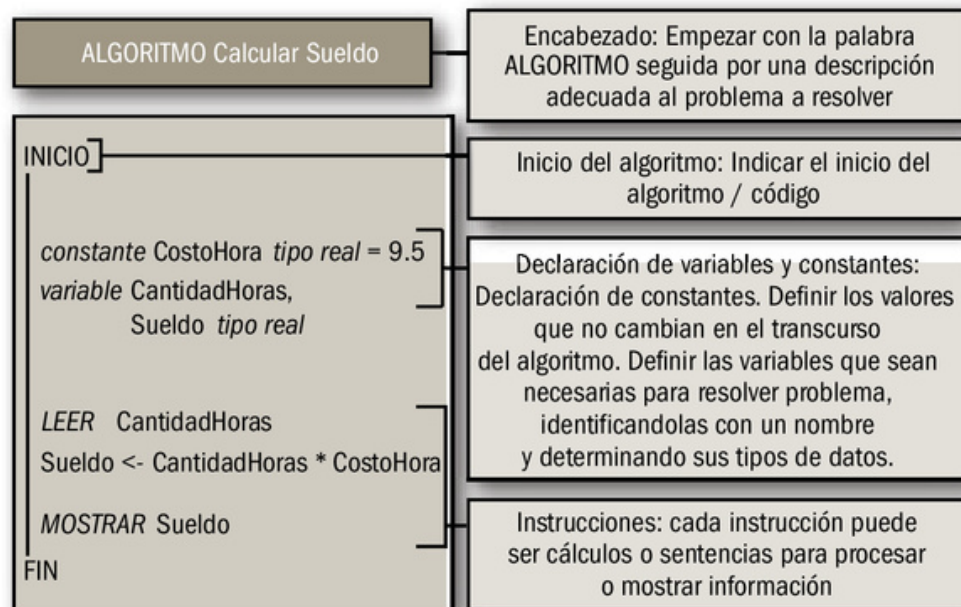 ALGORITMO Calcular Sueldo
Encabezado: Empezar con la palabra
ALGORITMO seguida por una descripción
adecuada al problema a resolver
INICIO
Inicio del algoritmo: Indicar el inicio del
algoritmo / código
constante CostoHora tipo real = 9.5
variable CantidadHoras,
Sueldo tipo real
Declaración de variables y constantes:
Declaración de constantes. Definir los valores
que no cambian en el transcurso
del algoritmo. Definir las variables que sean
necesarias para resolver problema,
identificandolas con un nombre
y determinando sus tipos de datos.
LEER CantidadHoras
Sueldo <- CantidadHoras * CostoHora
MOSTRAR Sueldo
FIN
Instrucciones: cada instrucción puede
ser cálculos o sentencias para procesar
o mostrar información